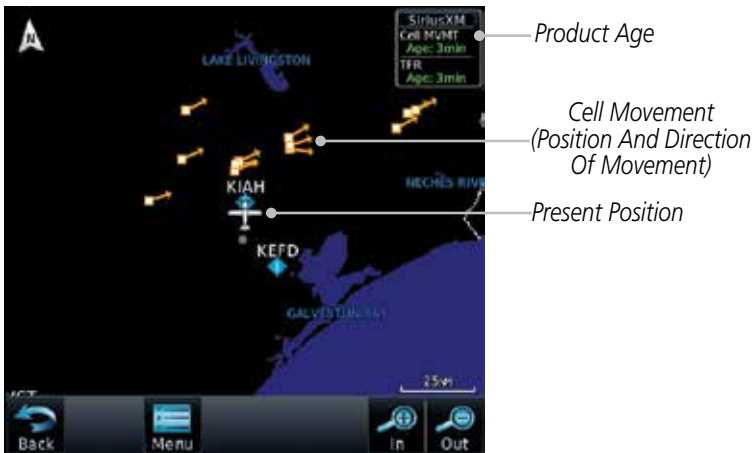 N
SiriusXM
Cell MVMT
Age: 3min
TFR
Age: 3min
Product Age
LAKE LIVINGSTON
Cell Movement
(Position And Direction
Of Movement)
KIAH
NECHES RIVE
Present Position
KEFD
GALVESTON BAY
25NM
Back
Menu
In
Out